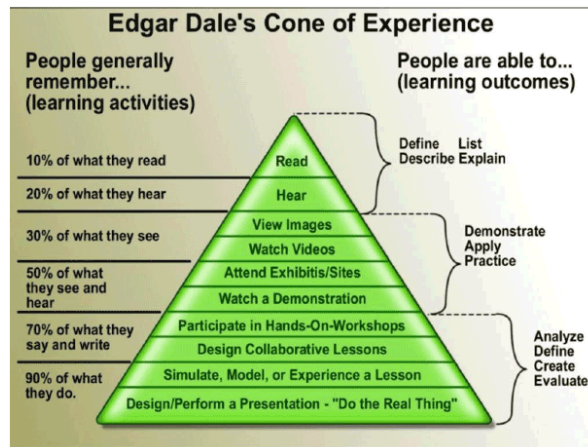 Edgar Dale's Cone of Experience
People generally
remember...
(learning activities)
People are able to...
(learning outcomes)
10% of what they read
20% of what they hear
30% of what they see
50% of what
they see and
hear
70% of what they
say and write
90% of what
they do.
Read
Hear
View Images
Watch Videos
Attend Exhibitis/Sites
Watch a Demonstration
Participate in Hands-On-Workshops
Design Collaborative Lessons
Simulate, Model, or Experience a Lesson
Design/Perform a Presentation - "Do the Real Thing"
Define List
Describe Explain
Demonstrate
Apply
Practice
Analyze
Define
Create
Evaluate